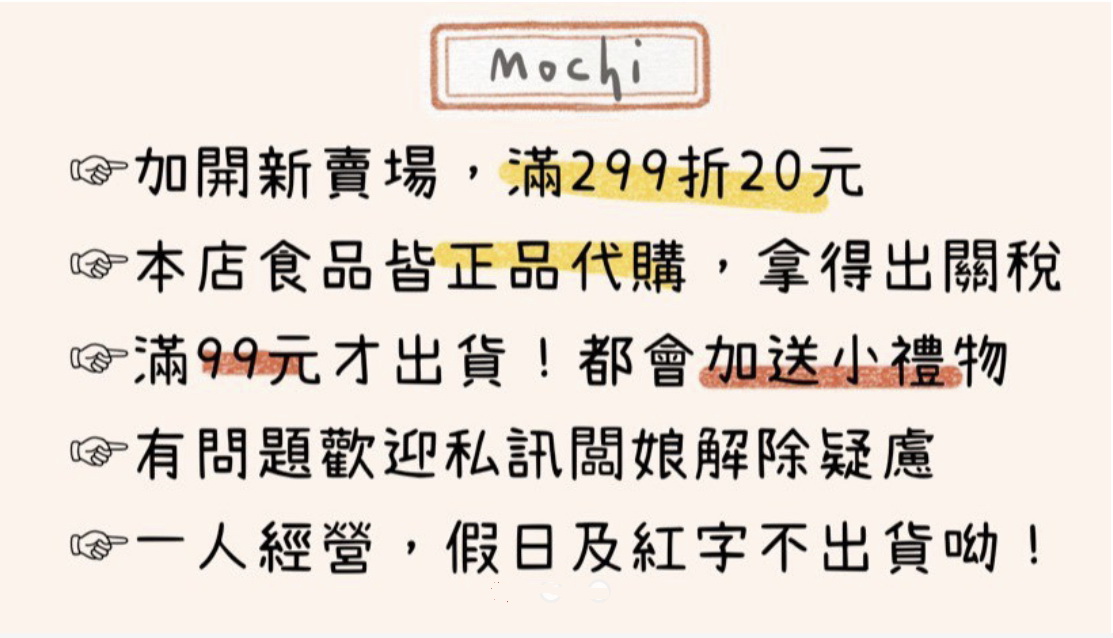 Mochi
☞加開新賣場，滿299折20元
☞本店食品皆正品代購，拿得出關稅
☞滿99元才出貨！都會加送小禮物
☞有問題歡迎私訊闆娘解除疑慮
☞一人經營，假日及紅字不出貨呦！